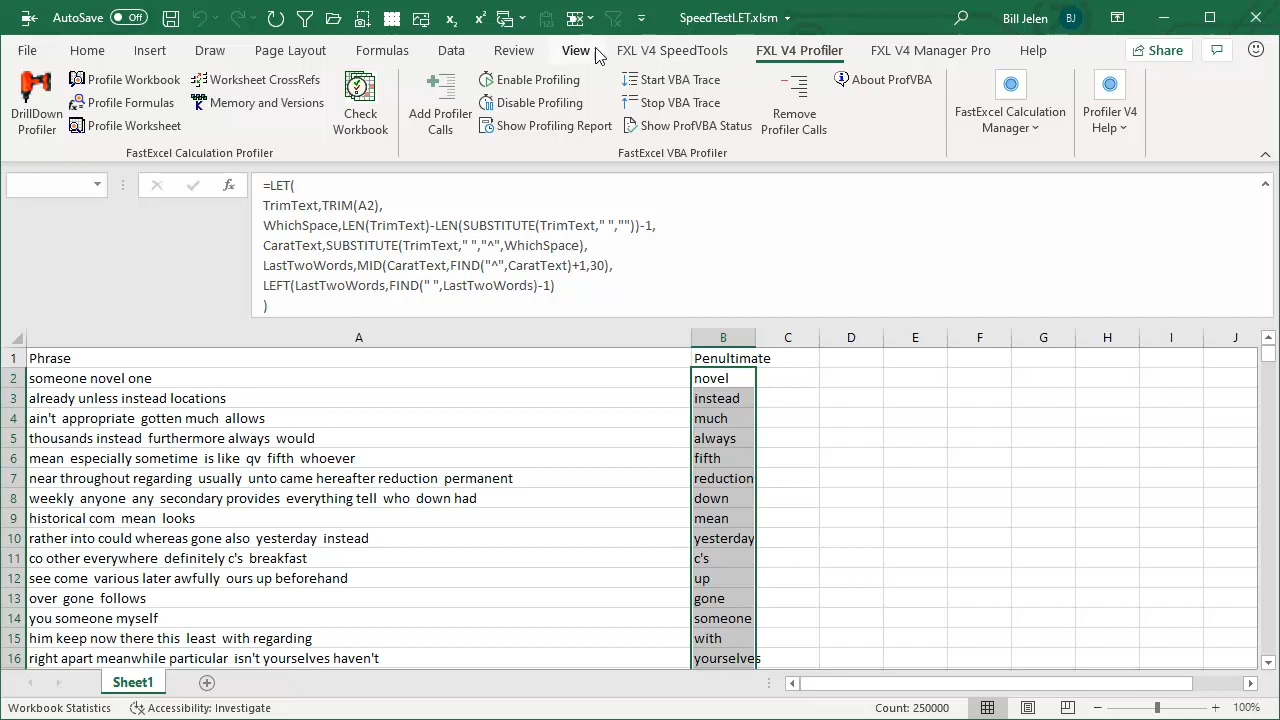 AutoSave Off SpeedTestLET.xlsm Bill Jelen BJ
File Home Insert Draw Page Layout Formulas Data Review View FXL V4 SpeedTools FXL V4 Profiler FXL V4 Manager Pro Help Share
DrillDown Profiler
Profile Workbook
Profile Formulas
Profile Worksheet
Worksheet CrossRefs
Memory and Versions
Check Workbook
FastExcel Calculation Profiler
Add Profiler Calls
Enable Profiling
Disable Profiling
Show Profiling Report
Start VBA Trace
Stop VBA Trace
Show ProfVBA Status
Remove Profiler Calls
About ProfVBA
FastExcel VBA Profiler
FastExcel Calculation Manager
Profiler V4 Help
fx
=LET(
TrimText,TRIM(A2),
WhichSpace,LEN(TrimText)-LEN(SUBSTITUTE(TrimText," ",""))-1,
CaratText,SUBSTITUTE(TrimText," ","^",WhichSpace),
LastTwoWords,MID(CaratText,FIND("^",CaratText)+1,30),
LEFT(LastTwoWords,FIND(" ",LastTwoWords)-1)
)
A B C D E F G H I J
1 Phrase Penultimate
2 someone novel one novel
3 already unless instead locations instead
4 ain't appropriate gotten much allows much
5 thousands instead furthermore always would always
6 mean especially sometime is like qv fifth whoever fifth
7 near throughout regarding usually unto came hereafter reduction permanent reduction
8 weekly anyone any secondary provides everything tell who down had down
9 historical com mean looks mean
10 rather into could whereas gone also yesterday instead yesterday
11 co other everywhere definitely c's breakfast c's
12 see come various later awfully ours up beforehand up
13 over gone follows gone
14 you someone myself someone
15 him keep now there this least with regarding with
16 right apart meanwhile particular isn't yourselves haven't yourselves
Sheet1
Workbook Statistics Accessibility: Investigate Count: 250000 100%